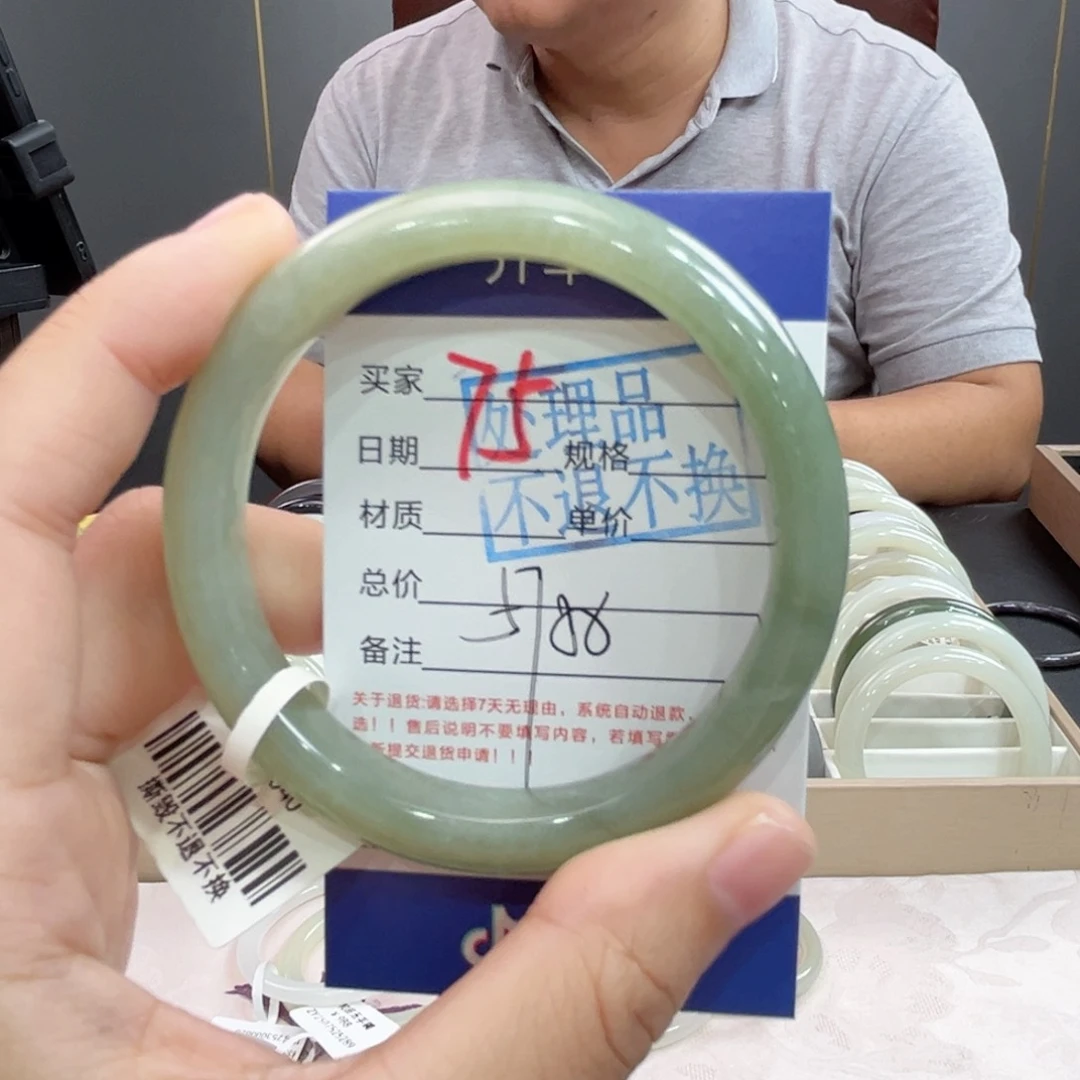 买家 75
处理品
日期 规格
不退不换
材质 单价
总价
备注
关于退货:请选择7天无理由，系统自动退款，
选！！售后说明不要填写内容，若填写
新提交退货申请！！！
撕毁不退不换